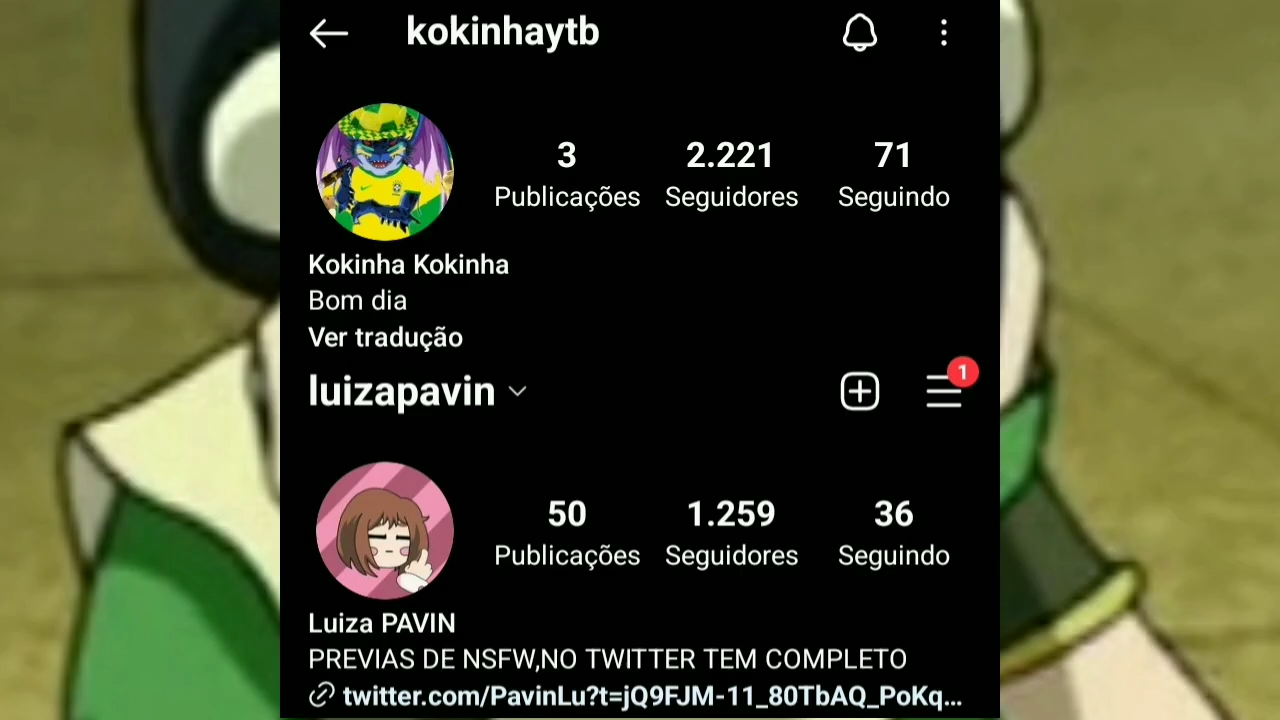 kokinhaytb
3 2.221 71
Publicações Seguidores Seguindo
Kokinha Kokinha
Bom dia
Ver tradução
luizapavin
1
50 1.259 36
Publicações Seguidores Seguindo
Luiza PAVIN
PREVIAS DE NSFW,NO TWITTER TEM COMPLETO
twitter.com/PavinLu?t=jQ9FJM-11_80TbAQ_PoKq...